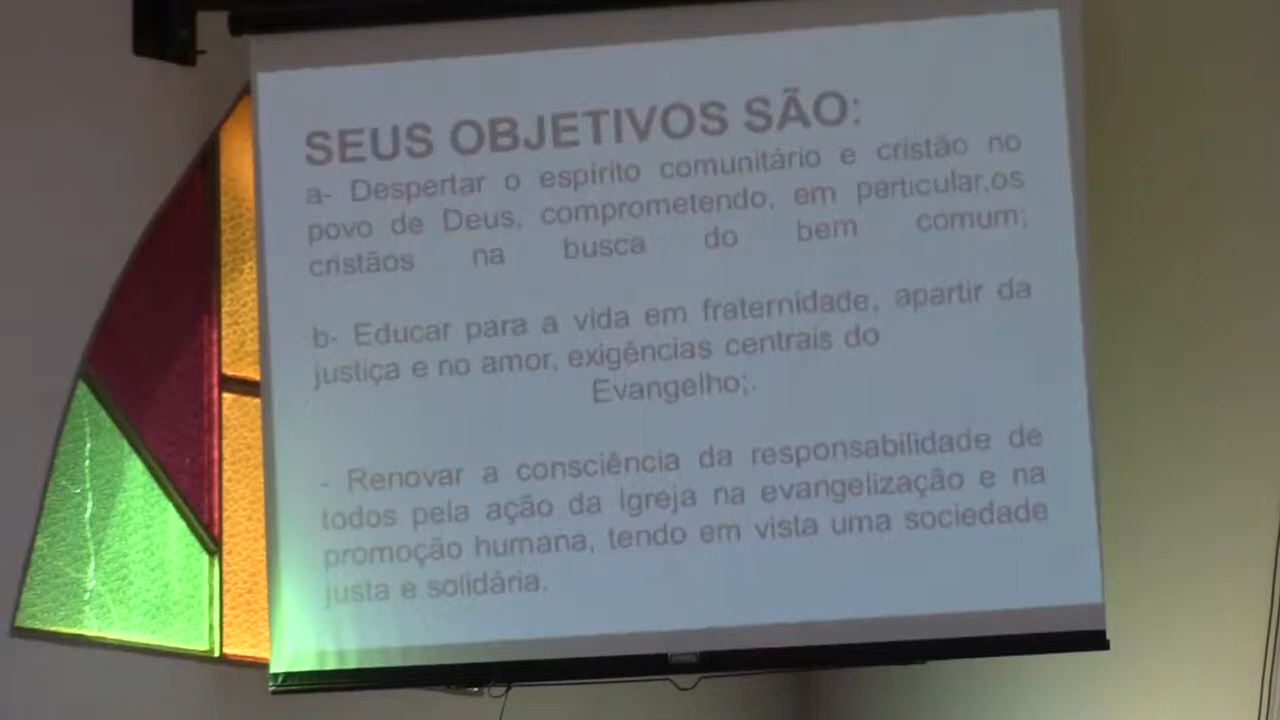 SEUS OBJETIVOS SÃO:
a- Despertar o espirito comunitário e cristão no
povo de Deus, comprometendo, em particular,os
cristãos na busca do bem comum;
b- Educar para a vida em fraternidade, apartir da
justiça e no amor, exigências centrais do
Evangelho;.
- Renovar a consciência da responsabilidade de
todos pela ação da Igreja na evangelização e na
promoção humana, tendo em vista uma sociedade
justa e solidária.